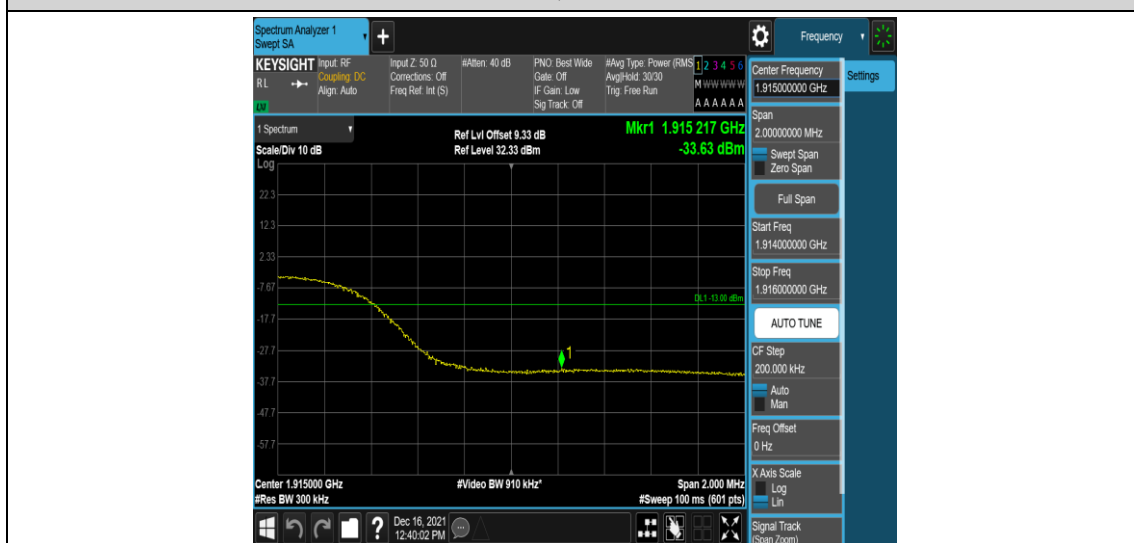 Spectrum Analyzer 1
Swept SA
+
Frequency
KEYSIGHT
RL
Input: RF
Coupling: DC
Align: Auto
Input Z: 50 Ω
Corrections: Off
Freq Ref: Int (S)
#Atten: 40 dB
PNO: Best Wide
Gate: Off
IF Gain: Low
Sig Track: Off
#Avg Type: Power (RMS
Avg|Hold: 30/30
Trig: Free Run
1 2 3 4 5 6
M W W W W W
A A A A A A
1 Spectrum
Scale/Div 10 dB
Log
Ref Lvl Offset 9.33 dB
Ref Level 32.33 dBm
Mkr1 1.915 217 GHz
-33.63 dBm
22.3
12.3
2.33
-7.67
-17.7
-27.7
-37.7
-47.7
-57.7
DL1 -13.00 dBm
1
Center 1.915000 GHz
#Res BW 300 kHz
#Video BW 910 kHz*
Span 2.000 MHz
#Sweep 100 ms (601 pts)
Center Frequency
1.915000000 GHz
Settings
Span
2.00000000 MHz
Swept Span
Zero Span
Full Span
Start Freq
1.914000000 GHz
Stop Freq
1.916000000 GHz
AUTO TUNE
CF Step
200.000 kHz
Auto
Man
Freq Offset
0 Hz
X Axis Scale
Log
Lin
Signal Track
(Span Zoom)
?
Dec 16, 2021
12:40:02 PM